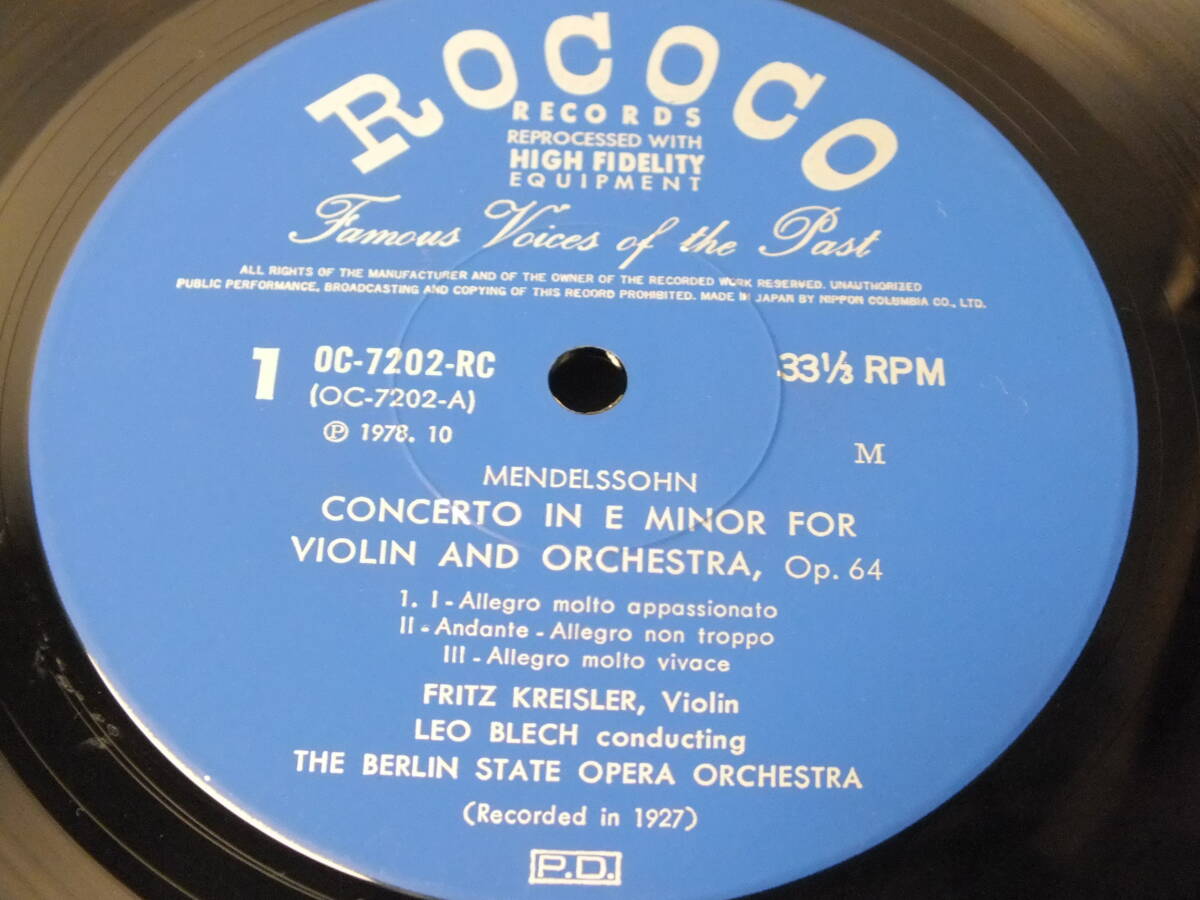 ROCOCO
RECORDS
REPROCESSED WITH
HIGH FIDELITY
EQUIPMENT
Famous Voices of the Past
ALL RIGHTS OF THE MANUFACTURER AND OF THE OWNER OF THE RECORDED WORK RESERVED. UNAUTHORIZED
PUBLIC PERFORMANCE, BROADCASTING AND COPYING OF THIS RECORD PROHIBITED. MADE IN JAPAN BY NIPPON COLUMBIA CO., LTD.
1 OC-7202-RC 33⅓ RPM
(OC-7202-A)
Ⓟ 1978. 10
M
MENDELSSOHN
CONCERTO IN E MINOR FOR
VIOLIN AND ORCHESTRA, Op. 64
1. I - Allegro molto appassionato
II - Andante - Allegro non troppo
III - Allegro molto vivace
FRITZ KREISLER, Violin
LEO BLECH conducting
THE BERLIN STATE OPERA ORCHESTRA
(Recorded in 1927)
P.D.